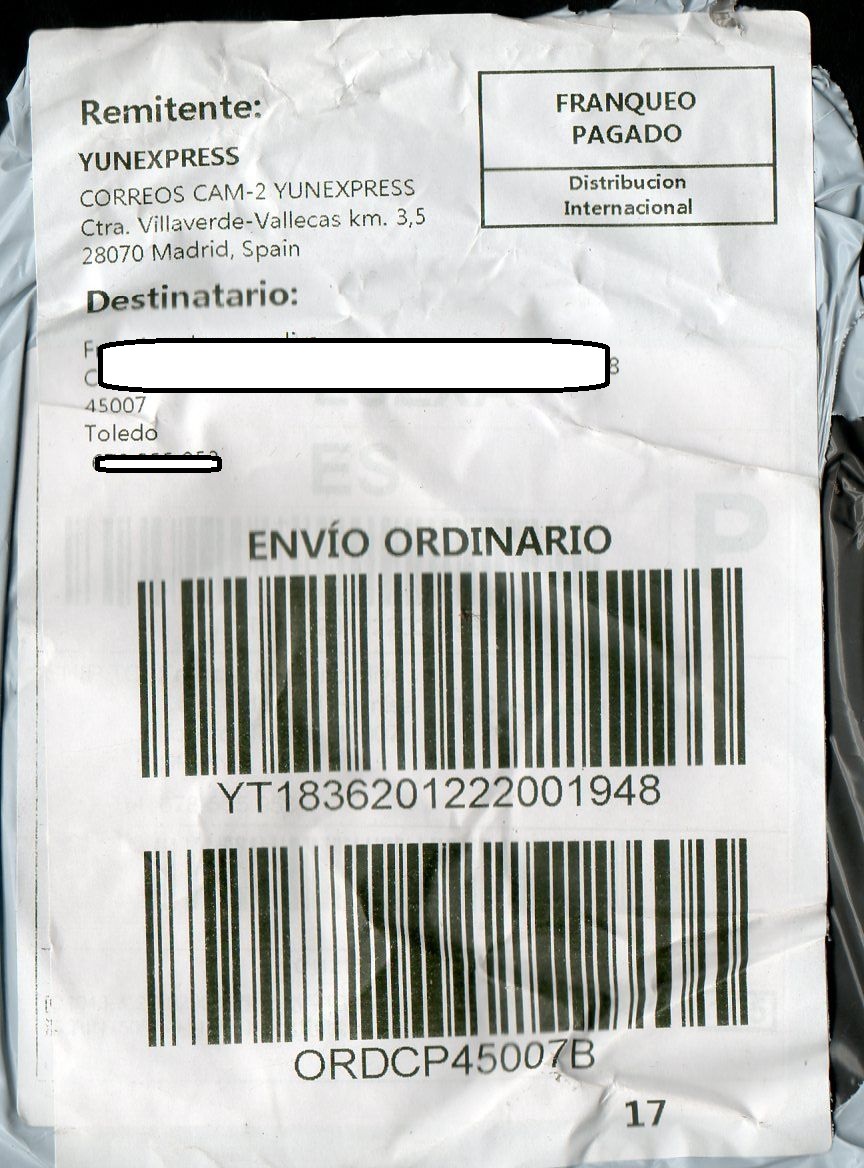 Remitente:
YUNEXPRESS
CORREOS CAM-2 YUNEXPRESS
Ctra. Villaverde-Vallecas km. 3,5
28070 Madrid, Spain
FRANQUEO
PAGADO
Distribucion
Internacional
Destinatario:
45007
Toledo
ES
P
ENVÍO ORDINARIO
YT1836201222001948
ORDCP45007B
17